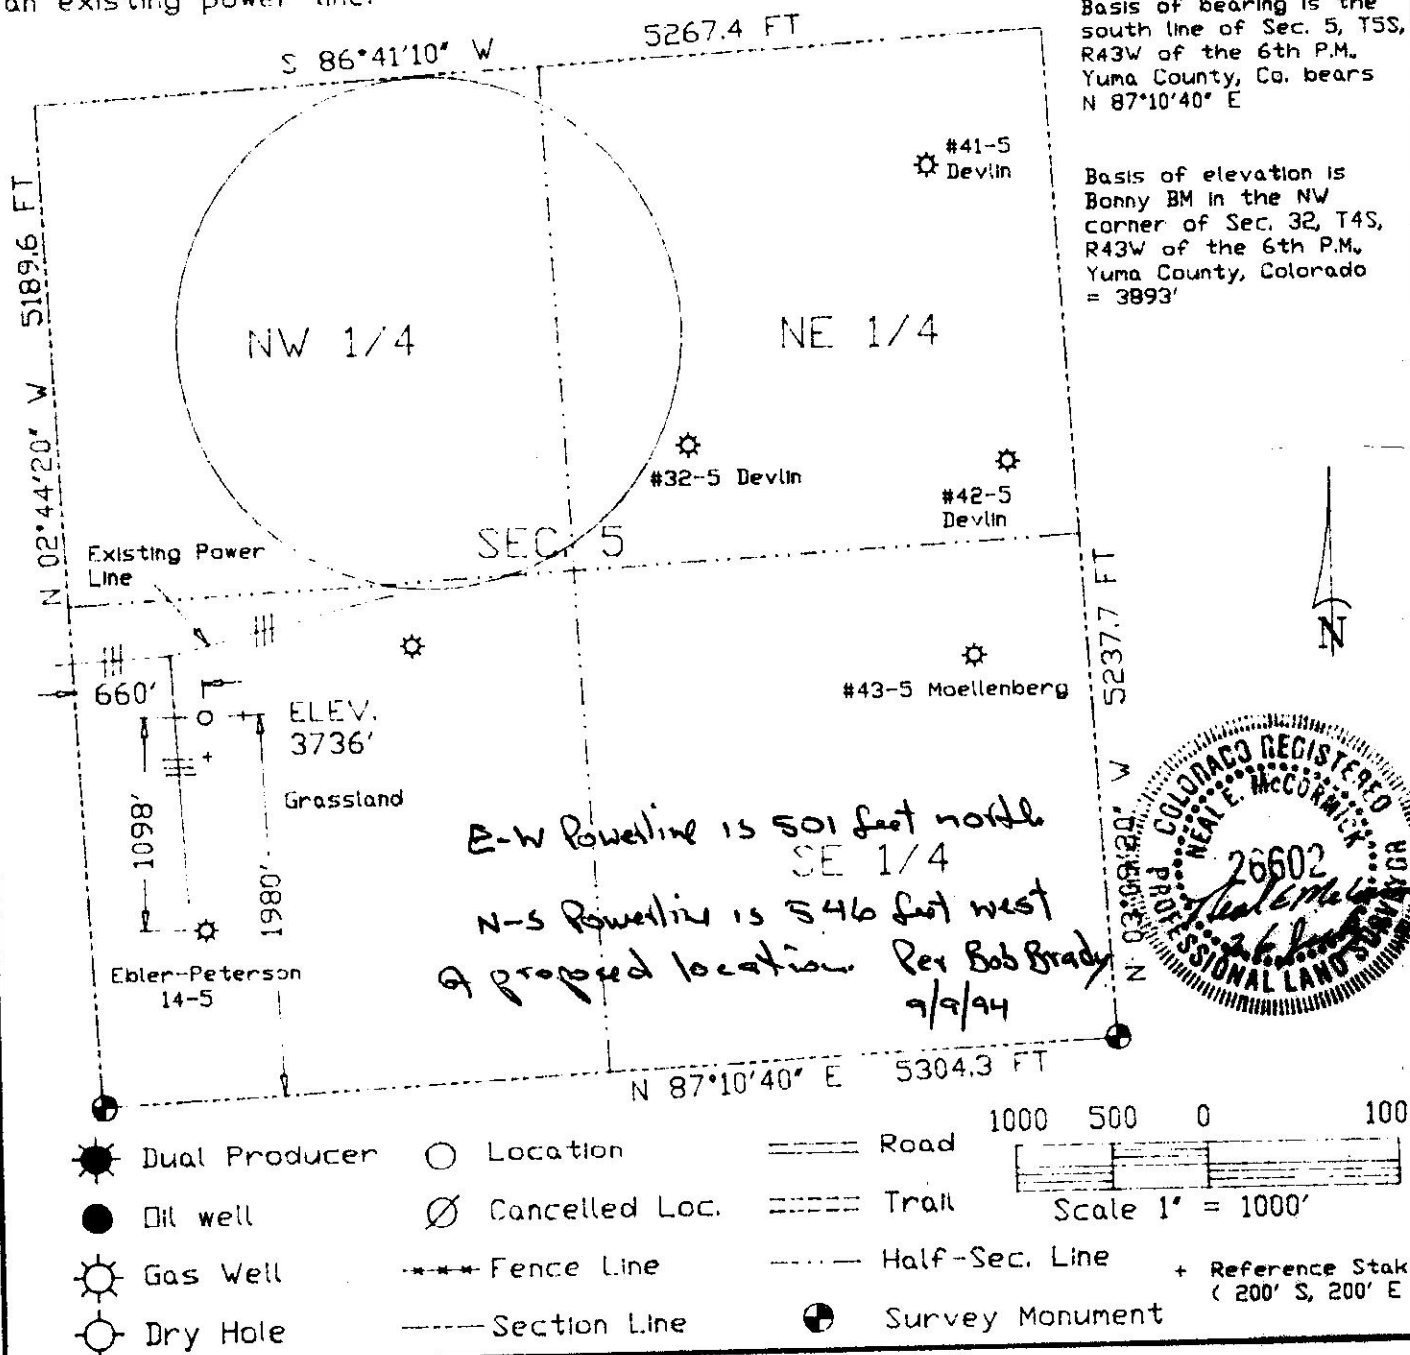 an existing power line.
Basis of bearing is the
south line of Sec. 5, T5S,
R43W of the 6th P.M.,
Yuma County, Co. bears
N 87°10'40" E
S 86°41'10" W 5267.4 FT
#41-5
Devlin
Basis of elevation is
Bonny BM in the NW
corner of Sec. 32, T4S,
R43W of the 6th P.M.,
Yuma County, Colorado
= 3893'
N 02°44'20" W 5189.6 FT
NW 1/4
NE 1/4
#32-5 Devlin
#42-5
Devlin
SEC. 5
Existing Power
Line
N
660'
#43-5 Moellenberg
ELEV.
3736'
Grassland
1098'
1980'
5237.7 FT
COLORADO REGISTERED
NEAL E. McCORMICK
26602
PROFESSIONAL LAND SURVEYOR
E-W Powerline is 501 feet north
SE 1/4
N-S Powerline is 546 feet west
of proposed location. Per Bob Brady
9/9/94
Ebler-Peterson
14-5
N 87°10'40" E 5304.3 FT
1000 500 0 100
Scale 1" = 1000'
Dual Producer
Location
Road
Oil well
Cancelled Loc.
Trail
Gas Well
Fence Line
Half-Sec. Line
+ Reference Stak
( 200' S, 200' E
Dry Hole
Section Line
Survey Monument